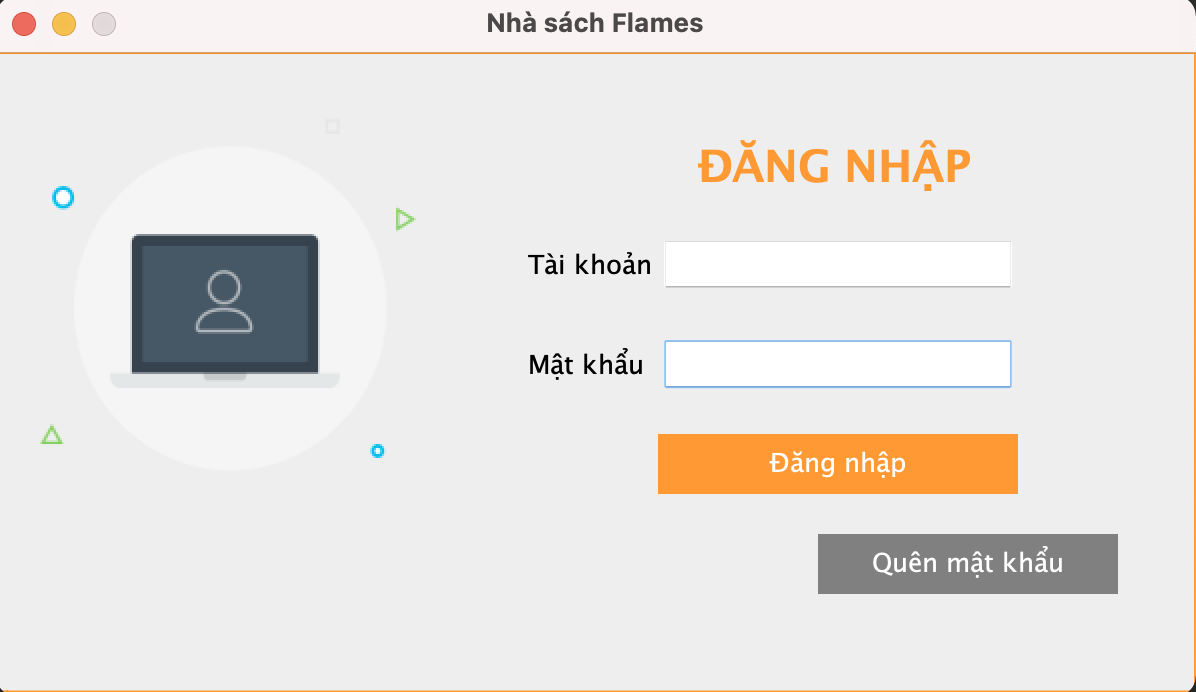 Nhà sách Flames
ĐĂNG NHẬP
Tài khoản
Mật khẩu
Đăng nhập
Quên mật khẩu